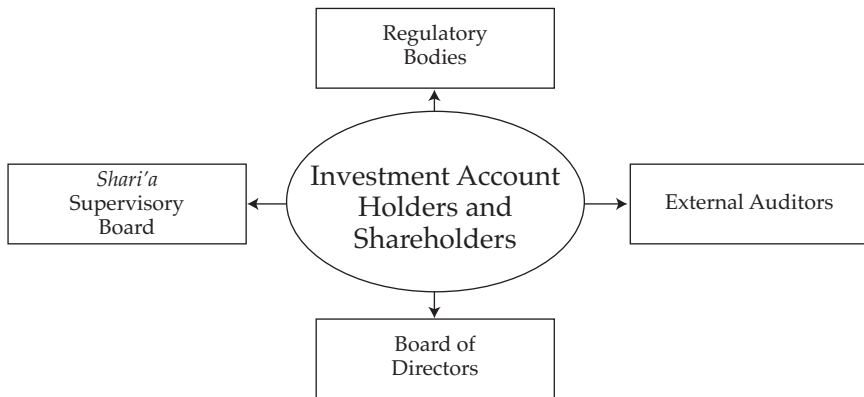 Regulatory
Bodies
Shari'a
Supervisory
Board
Investment Account
Holders and
Shareholders
External Auditors
Board of
Directors